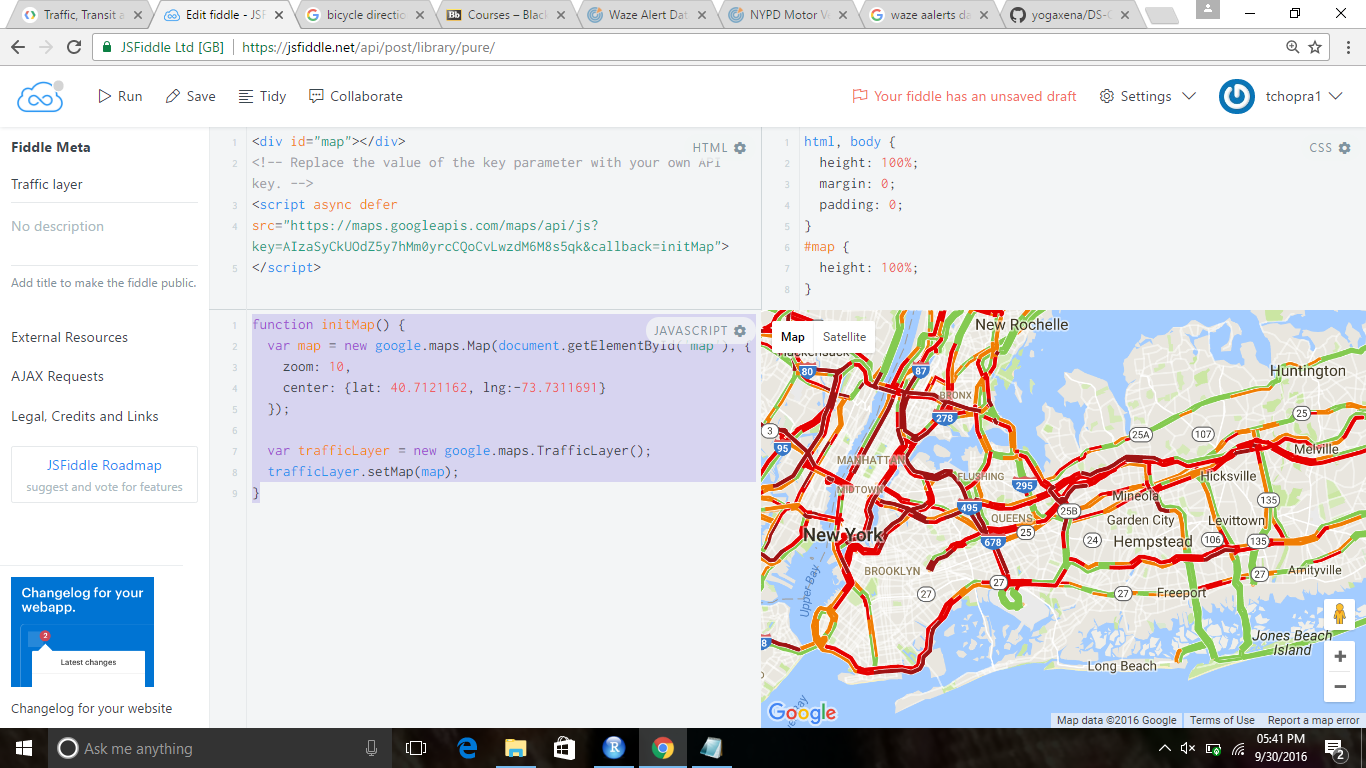 Traffic, Transit a
Edit fiddle - JSF
bicycle directio
Bb
Courses – Blac
Waze Alert Dat
NYPD Motor Ve
waze aalerts da
yogaxena/DS-C
JSFiddle Ltd [GB]
https://jsfiddle.net/api/post/library/pure/
Run
Save
Tidy
Collaborate
Your fiddle has an unsaved draft
Settings
tchopra1
Fiddle Meta
Traffic layer
No description
Add title to make the fiddle public.
External Resources
AJAX Requests
Legal, Credits and Links
JSFiddle Roadmap
suggest and vote for features
Changelog for your
webapp.
2
Latest changes
Changelog for your website
HTML
1 <div id="map"></div>
2 <!-- Replace the value of the key parameter with your own API
key. -->
3 <script async defer
4 src="https://maps.googleapis.com/maps/api/js?
key=AIzaSyCkUOdZ5y7hMm0yrcCQoCvLwzdM6M8s5qk&callback=initMap">
5 </script>
CSS
1 html, body {
2 height: 100%;
3 margin: 0;
4 padding: 0;
5 }
6 #map {
7 height: 100%;
8 }
JAVASCRIPT
1 function initMap() {
2 var map = new google.maps.Map(document.getElementById('map'), {
3 zoom: 10,
4 center: {lat: 40.7121162, lng:-73.7311691}
5 });
6
7 var trafficLayer = new google.maps.TrafficLayer();
8 trafficLayer.setMap(map);
9 }
Map
Satellite
New Rochelle
Hackensack
80
87
Huntington
BRONX
278
25
3
95
25A
107
Melville
MANHATTAN
FLUSHING
Hicksville
MIDTOWN
295
Mineola
135
495
QUEENS
25B
Garden City
Levittown
New York
678
25
24
Hempstead
106
135
BROOKLYN
27
Amityville
27
27
27
Freeport
Upper Bay
Jones Beach
Island
Long Beach
Google
Map data ©2016 Google
Terms of Use
Report a map error
Ask me anything
05:41 PM
9/30/2016
2